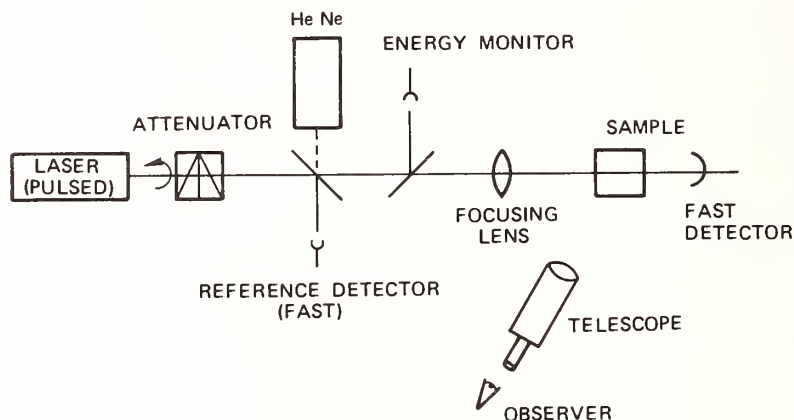 He Ne
ENERGY MONITOR
ATTENUATOR
SAMPLE
LASER
(PULSED)
FOCUSING
LENS
FAST
DETECTOR
REFERENCE DETECTOR
(FAST)
TELESCOPE
OBSERVER